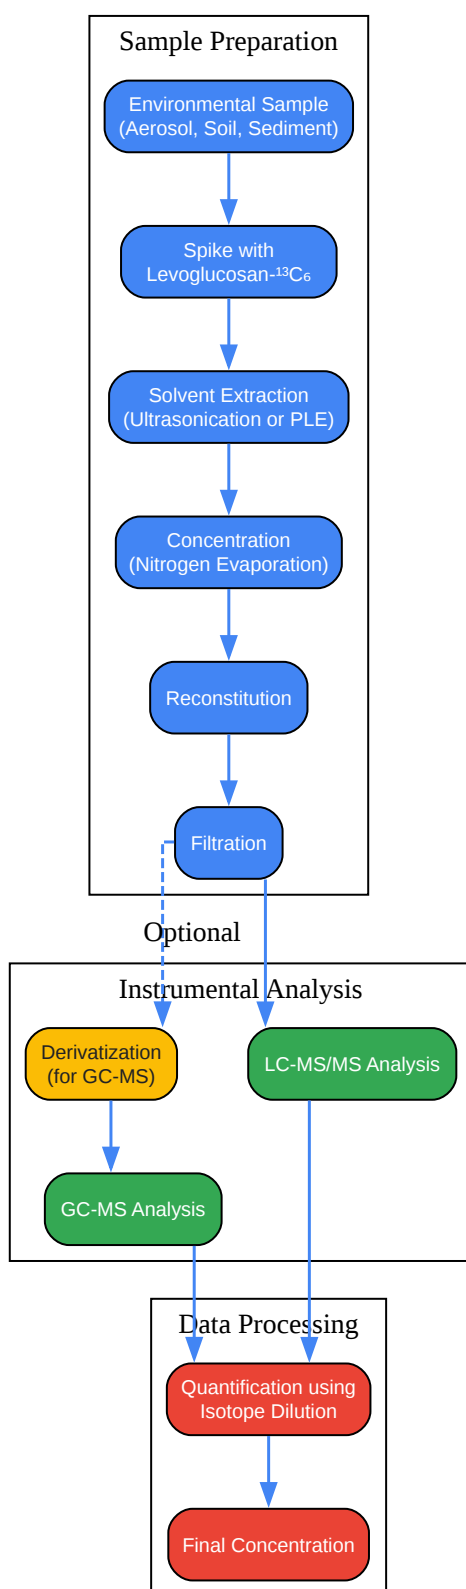 Sample Preparation
Environmental Sample
(Aerosol, Soil, Sediment)
Spike with
Levoglucosan-¹³C₆
Solvent Extraction
(Ultrasonication or PLE)
Concentration
(Nitrogen Evaporation)
Reconstitution
Filtration
Optional
Instrumental Analysis
Derivatization
(for GC-MS)
LC-MS/MS Analysis
GC-MS Analysis
Data Processing
Quantification using
Isotope Dilution
Final Concentration